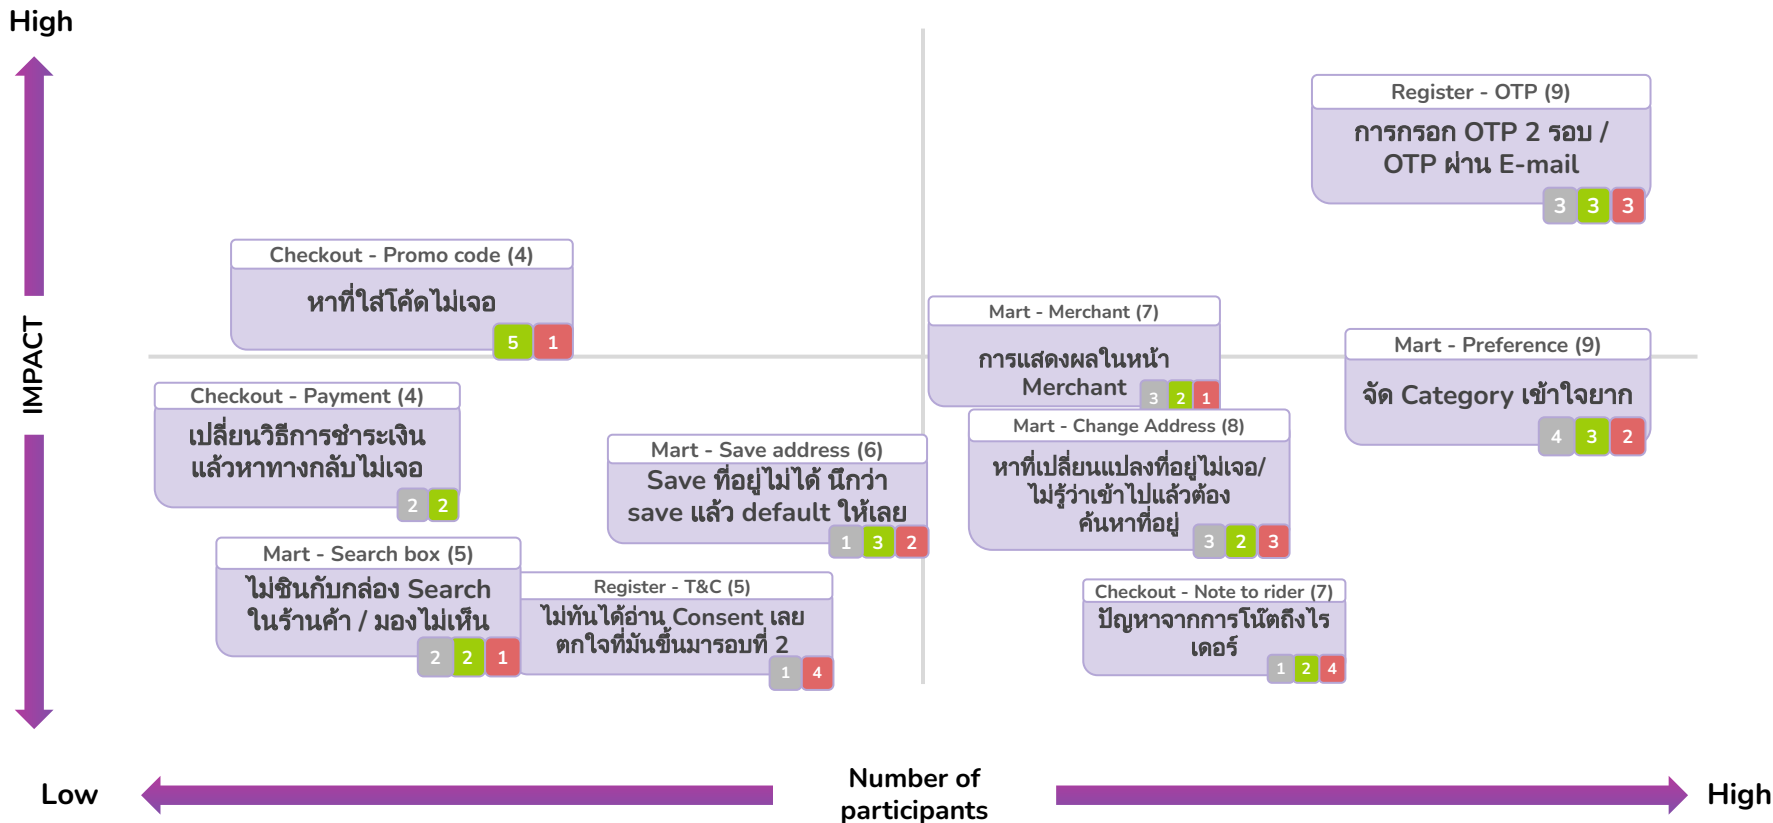 High
IMPACT
Register - OTP (9)
การกรอก OTP 2 รอบ /
OTP ผ่าน E-mail
3 3 3
Checkout - Promo code (4)
หาที่ใส่โค้ดไม่เจอ
5 1
Mart - Merchant (7)
การแสดงผลในหน้า
Merchant
3 2 1
Mart - Preference (9)
จัด Category เข้าใจยาก
4 3 2
Checkout - Payment (4)
เปลี่ยนวิธีการชำระเงิน
แล้วหาทางกลับไม่เจอ
2 2
Mart - Save address (6)
Save ที่อยู่ไม่ได้ นึกว่า
save แล้ว default ให้เลย
1 3 2
Mart - Change Address (8)
หาที่เปลี่ยนแปลงที่อยู่ไม่เจอ/
ไม่รู้ว่าเข้าไปแล้วต้อง
ค้นหาที่อยู่
3 2 3
Mart - Search box (5)
ไม่ชินกับกล่อง Search
ในร้านค้า / มองไม่เห็น
2 2 1
Register - T&C (5)
ไม่ทันได้อ่าน Consent เลย
ตกใจที่มันขึ้นมารอบที่ 2
1 4
Checkout - Note to rider (7)
ปัญหาจากการโน๊ตถึงไร
เดอร์
1 2 4
Low
Number of
participants
High